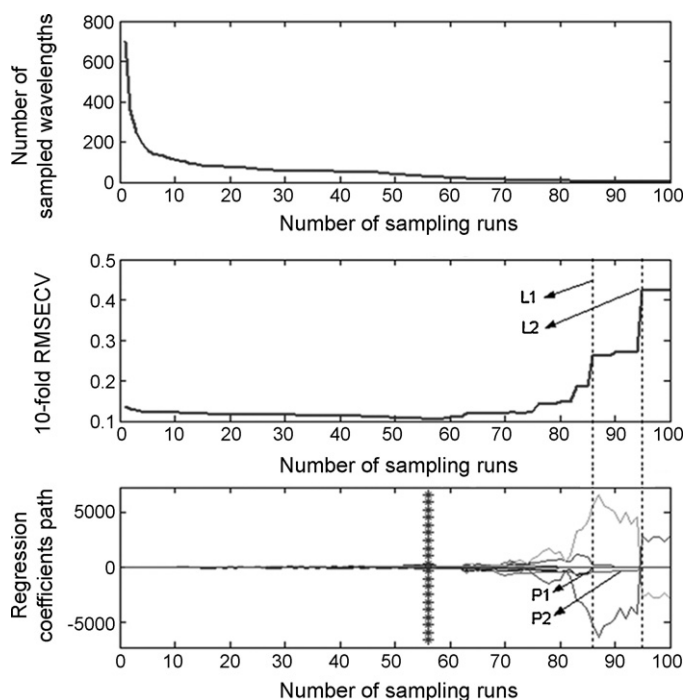 Number of
sampled wavelengths
800
600
400
200
0
0 10 20 30 40 50 60 70 80 90 100
Number of sampling runs
10-fold RMSECV
0.5
0.4
0.3
0.2
0.1
L1
L2
0 10 20 30 40 50 60 70 80 90 100
Number of sampling runs
Regression
coefficients path
5000
0
-5000
P1
P2
0 10 20 30 40 50 60 70 80 90 100
Number of sampling runs